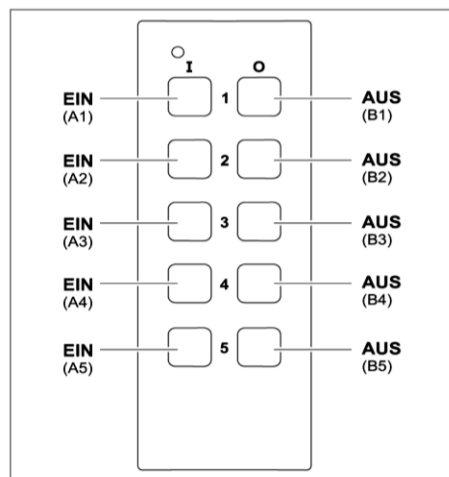 I O
EIN 1 AUS
(A1) (B1)
EIN 2 AUS
(A2) (B2)
EIN 3 AUS
(A3) (B3)
EIN 4 AUS
(A4) (B4)
EIN 5 AUS
(A5) (B5)